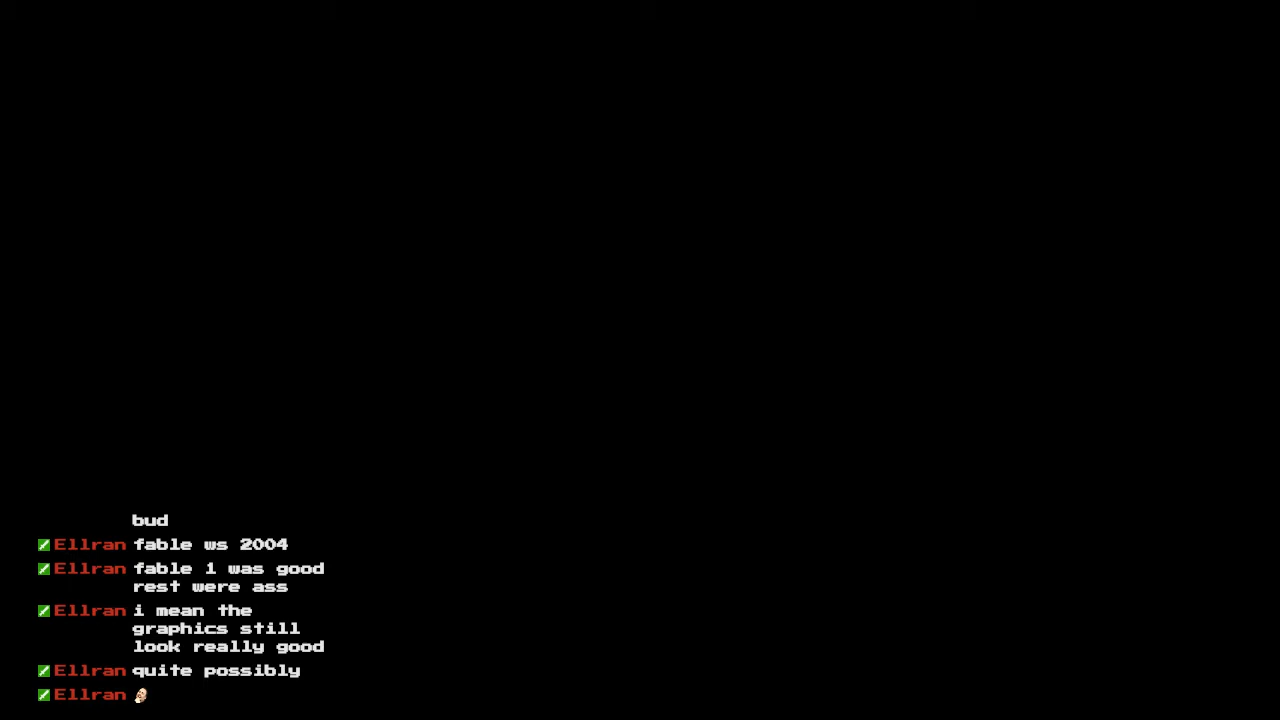 bud
Ellran fable ws 2004
Ellran fable 1 was good
rest were ass
Ellran i mean the
graphics still
look really good
Ellran quite possibly
Ellran